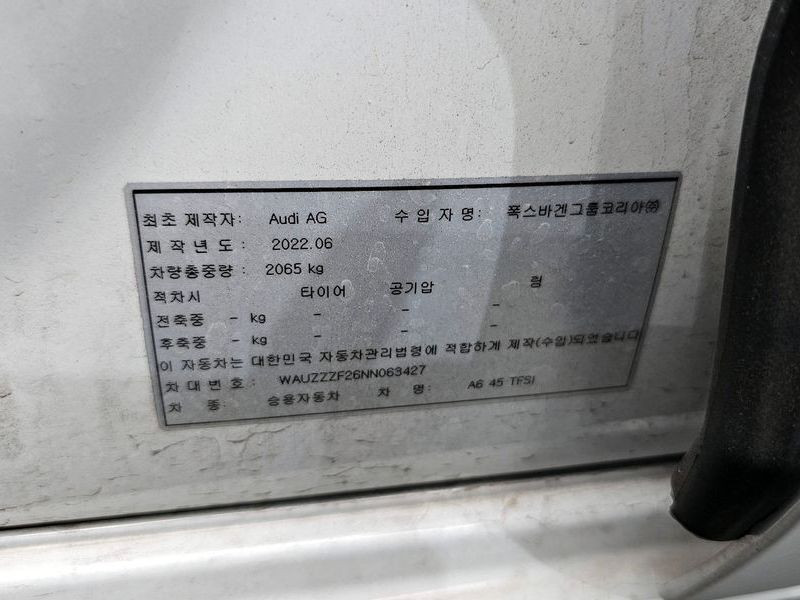 최초 제작자: Audi AG 수 입 자 명: 폭스바겐그룹코리아㈜
제 작 년 도 : 2022.06
차량총중량 : 2065 kg
적차시 타이어 공기압 림
전축중 - kg - - -
후축중 - kg - - -
이 자동차는 대한민국 자동차관리법령에 적합하게 제작(수입)되었습니다
차 대 번 호 : WAUZZZF26NN063427
차 종: 승용자동차 차 명: A6 45 TFSI